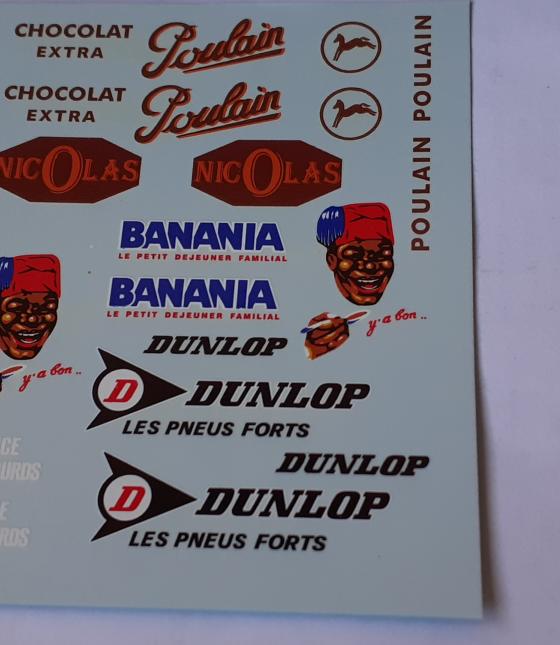 CHOCOLAT
EXTRA
Poulain
POULAIN POULAIN
CHOCOLAT
EXTRA
Poulain
NICOLAS
NICOLAS
BANANIA
LE PETIT DEJEUNER FAMILIAL
BANANIA
LE PETIT DEJEUNER FAMILIAL
y'a bon ..
y'a bon ..
DUNLOP
D DUNLOP
LES PNEUS FORTS
DUNLOP
D DUNLOP
LES PNEUS FORTS